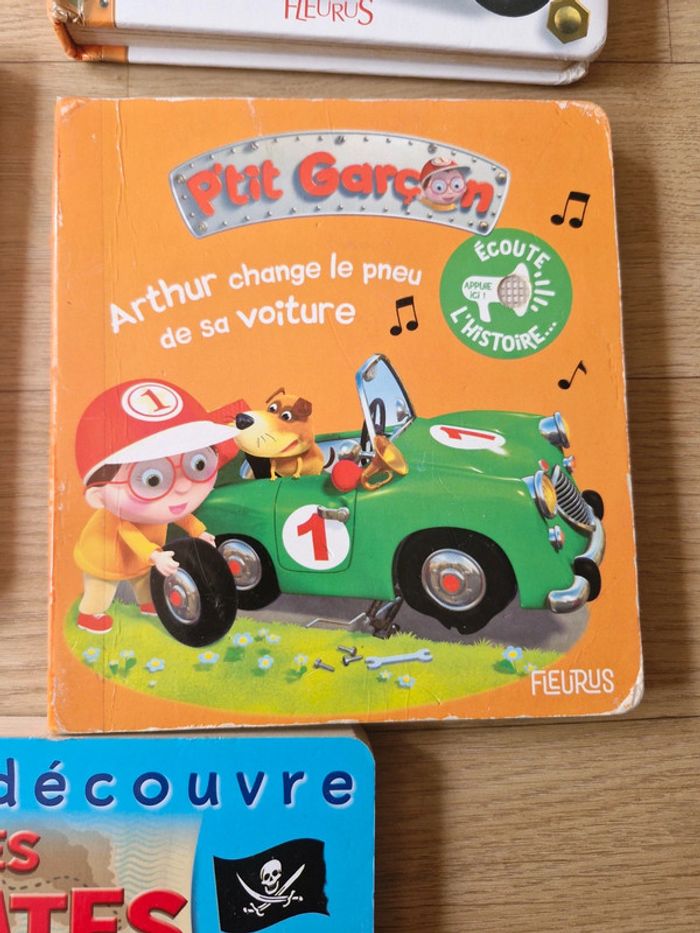 FLEURUS
P'tit Garçon
Arthur change le pneu
de sa voiture
ÉCOUTE
APPUIE
ICI !
L'HISTOIRE...
1
1
1
FLEURUS
découvre